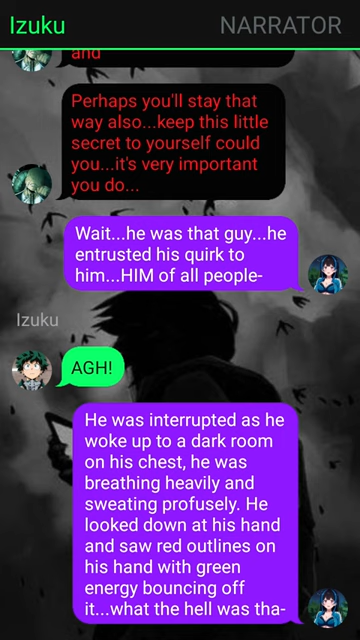 Izuku NARRATOR
and
Perhaps you'll stay that
way also...keep this little
secret to yourself could
you...it's very important
you do...
Wait...he was that guy...he
entrusted his quirk to
him...HIM of all people-
Izuku
AGH!
He was interrupted as he
woke up to a dark room
on his chest, he was
breathing heavily and
sweating profusely. He
looked down at his hand
and saw red outlines on
his hand with green
energy bouncing off
it...what the hell was tha-